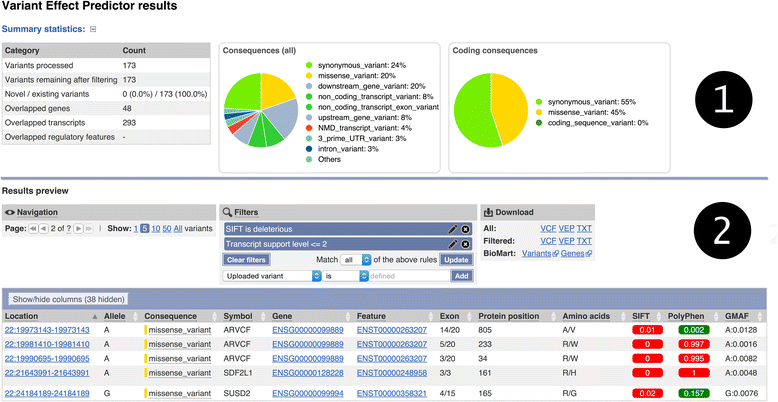 Variant Effect Predictor results
Summary statistics:
Category Count
Variants processed 173
Variants remaining after filtering 173
Novel / existing variants 0 (0.0%) / 173 (100.0%)
Overlapped genes 48
Overlapped transcripts 293
Overlapped regulatory features -
Consequences (all)
synonymous_variant: 24%
missense_variant: 20%
downstream_gene_variant: 20%
non_coding_transcript_variant: 8%
non_coding_transcript_exon_variant
upstream_gene_variant: 8%
NMD_transcript_variant: 4%
3_prime_UTR_variant: 3%
intron_variant: 3%
Others
Coding consequences
synonymous_variant: 55%
missense_variant: 45%
coding_sequence_variant: 0%
1
Results preview
Navigation
Page: 2 of ? | Show: 1 5 10 50 All variants
Filters
SIFT is deleterious
Transcript support level <= 2
Clear filters Match all of the above rules Update
Uploaded variant is defined Add
Download
All: VCF VEP TXT
Filtered: VCF VEP TXT
BioMart: Variants Genes
2
Show/hide columns (38 hidden)
Location Allele Consequence Symbol Gene Feature Exon Protein position Amino acids SIFT PolyPhen GMAF
22:19973143-19973143 A missense_variant ARVCF ENSG00000099889 ENST00000263207 14/20 805 A/V 0.01 0.002 A:0.0128
22:19981410-19981410 A missense_variant ARVCF ENSG00000099889 ENST00000263207 5/20 233 R/W 0 0.997 A:0.0016
22:19990695-19990695 A missense_variant ARVCF ENSG00000099889 ENST00000263207 3/20 34 R/W 0 0.995 A:0.0082
22:21643991-21643991 A missense_variant SDF2L1 ENSG00000128228 ENST00000248958 3/3 161 R/H 0 1 A:0.0048
22:24184189-24184189 G missense_variant SUSD2 ENSG00000099994 ENST00000358321 4/15 165 R/G 0.02 0.157 G:0.0076